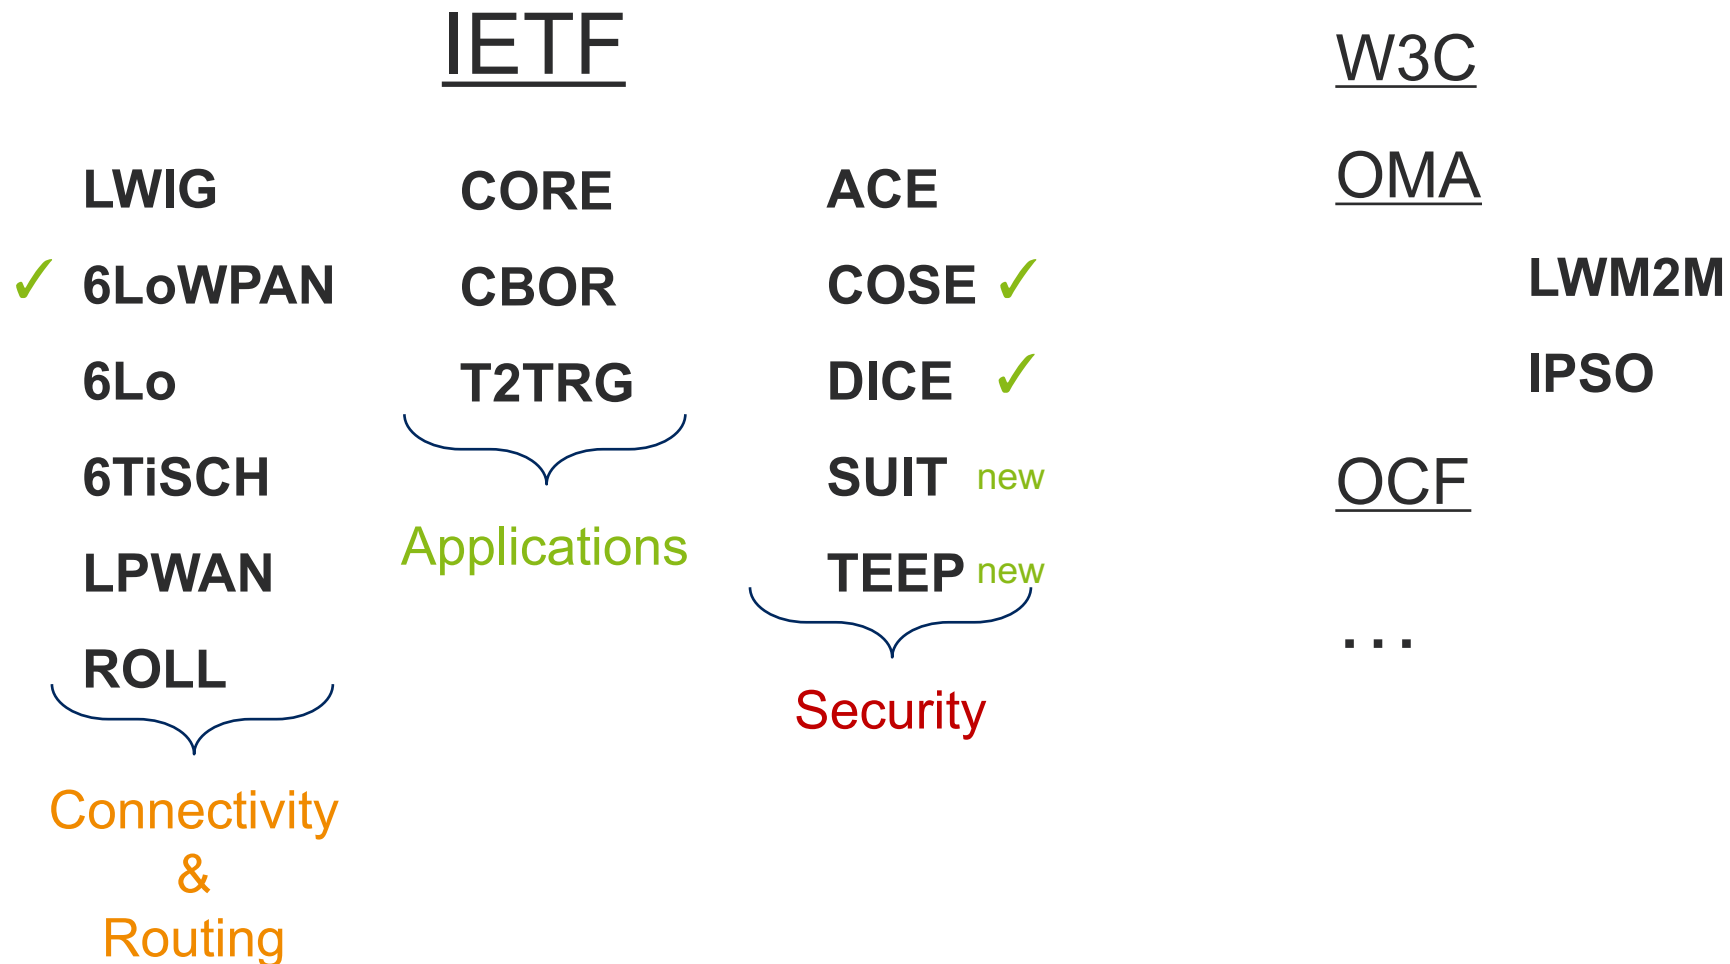 IETF
LWIG
✓ 6LoWPAN
6Lo
6TiSCH
LPWAN
ROLL
Connectivity
&
Routing
CORE
CBOR
T2TRG
Applications
ACE
COSE ✓
DICE ✓
SUIT new
TEEP new
Security
W3C
OMA
LWM2M
IPSO
OCF
...